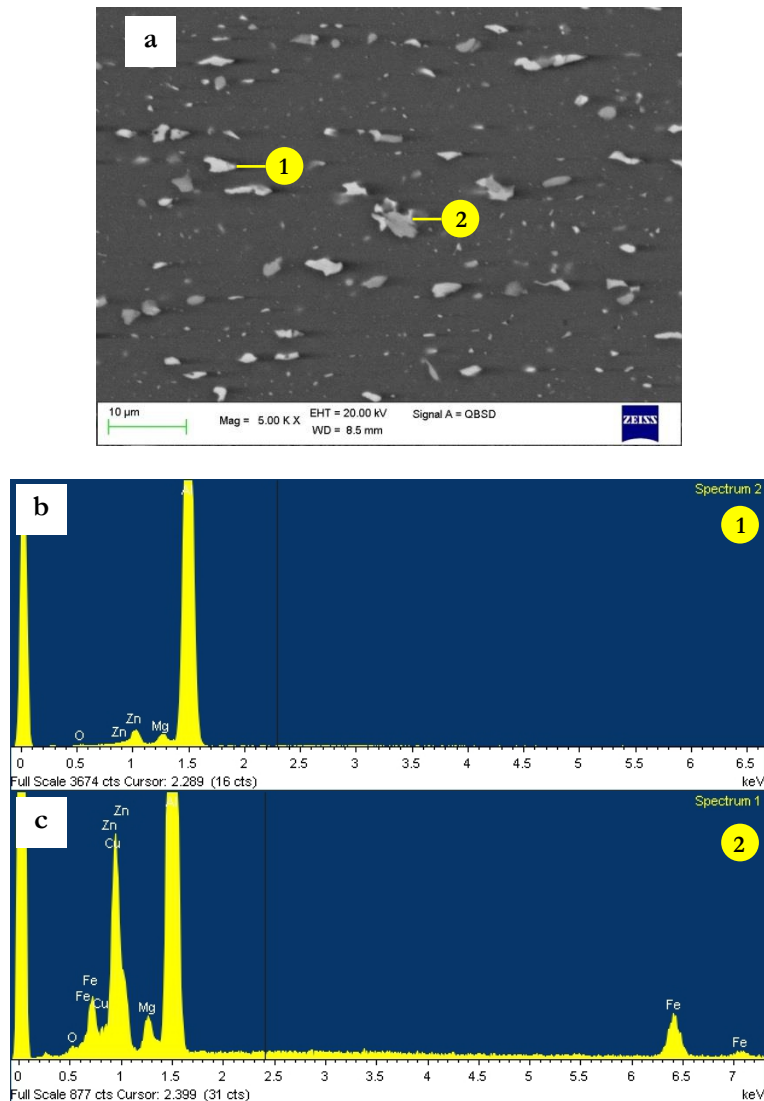 a
1
2
10 µm
Mag = 5.00 K X
EHT = 20.00 kV
WD = 8.5 mm
Signal A = QBSD
ZEISS
b
Spectrum 2
1
Al
O
Zn
Zn
Mg
0 0.5 1 1.5 2 2.5 3 3.5 4 4.5 5 5.5 6 6.5
Full Scale 3674 cts Cursor: 2.289 (16 cts)
keV
c
Spectrum 1
2
Al
Zn
Zn
Cu
Fe
Fe
Cu
O
Mg
Fe
Fe
0 0.5 1 1.5 2 2.5 3 3.5 4 4.5 5 5.5 6 6.5 7
Full Scale 877 cts Cursor: 2.399 (31 cts)
keV